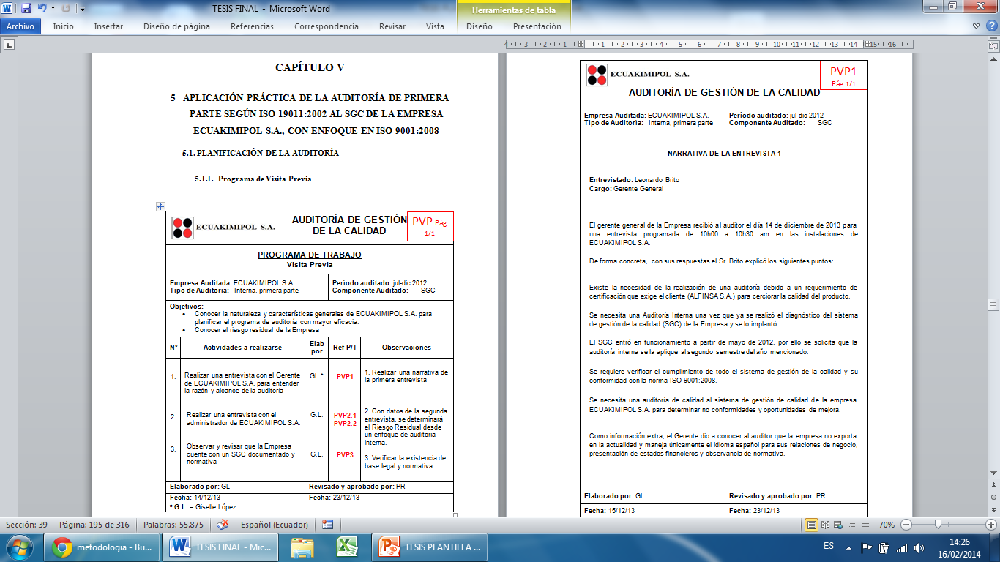 TESIS FINAL - Microsoft Word
Herramientas de tabla
Archivo Inicio Insertar Diseño de página Referencias Correspondencia Revisar Vista Diseño Presentación
4 3 2 1 1 2 3 4 5 6 7 8 9 10 11 12 13 14 15 16
CAPÍTULO V
5 APLICACIÓN PRÁCTICA DE LA AUDITORÍA DE PRIMERA
PARTE SEGÚN ISO 19011:2002 AL SGC DE LA EMPRESA
ECUAKIMIPOL S.A., CON ENFOQUE EN ISO 9001:2008
5.1. PLANIFICACIÓN DE LA AUDITORÍA
5.1.1. Programa de Visita Previa
ECUAKIMIPOL S.A.
AUDITORÍA DE GESTIÓN
DE LA CALIDAD
PVP Pág
1/1
PROGRAMA DE TRABAJO
Visita Previa
Empresa Auditada: ECUAKIMIPOL S.A.
Tipo de Auditoria: Interna, primera parte
Período auditado: jul-dic 2012
Componente Auditado: SGC
Objetivos:
• Conocer la naturaleza y características generales de ECUAKIMIPOL S.A. para
planificar el programa de auditoría con mayor eficacia.
• Conocer el riesgo residual de la Empresa
N° Actividades a realizarse Elab por Ref P/T Observaciones
1. Realizar una entrevista con el Gerente
de ECUAKIMIPOL S.A. para entender
la razón y alcance de la auditoría
GL.*
PVP1
1. Realizar una narrativa de
la primera entrevista
2. Realizar una entrevista con el
administrador de ECUAKIMIPOL S.A.
G.L.
PVP2.1
PVP2.2
2. Con datos de la segunda
entrevista, se determinará
el Riesgo Residual desde
un enfoque de auditoría
interna.
3. Observar y revisar que la Empresa
cuente con un SGC documentado y
normativa
G.L.
PVP3
3. Verificar la existencia de
base legal y normativa
Elaborado por: GL Revisado y aprobado por: PR
Fecha: 14/12/13 Fecha: 23/12/13
* G.L. = Giselle López
ECUAKIMIPOL S.A.
PVP1
Pág 1/1
AUDITORÍA DE GESTIÓN DE LA CALIDAD
Empresa Auditada: ECUAKIMIPOL S.A.
Tipo de Auditoria: Interna, primera parte
Período auditado: jul-dic 2012
Componente Auditado: SGC
NARRATIVA DE LA ENTREVISTA 1
Entrevistado: Leonardo Brito
Cargo: Gerente General
El gerente general de la Empresa recibió al auditor el día 14 de diciembre de 2013 para
una entrevista programada de 10h00 a 10h30 am en las instalaciones de
ECUAKIMIPOL S.A.
De forma concreta, con sus respuestas el Sr. Brito explicó los siguientes puntos:
Existe la necesidad de la realización de una auditoría debido a un requerimiento de
certificación que exige el cliente (ALFINSA S.A.) para cerciorar la calidad del producto.
Se necesita una Auditoría Interna una vez que ya se realizó el diagnóstico del sistema
de gestión de la calidad (SGC) de la Empresa y se lo implantó.
El SGC entró en funcionamiento a partir de mayo de 2012, por ello se solicita que la
auditoría interna se la aplique al segundo semestre del año mencionado.
Se requiere verificar el cumplimiento de todo el sistema de gestión de la calidad y su
conformidad con la norma ISO 9001:2008.
Se necesita una auditoría de calidad al sistema de gestión de calidad de la empresa
ECUAKIMIPOL S.A. para determinar no conformidades y oportunidades de mejora.
Como información extra, el Gerente dio a conocer al auditor que la empresa no exporta
en la actualidad y maneja únicamente el idioma español para sus relaciones de negocio,
presentación de estados financieros y observancia de normativa.
Elaborado por: GL Revisado y aprobado por: PR
Fecha: 15/12/13 Fecha: 23/12/13
Sección: 39 Página: 195 de 316 Palabras: 55.875 Español (Ecuador) 70%
metodologia - Bu... TESIS FINAL - Mic... TESIS PLANTILLA ... ES 14:26
16/02/2014